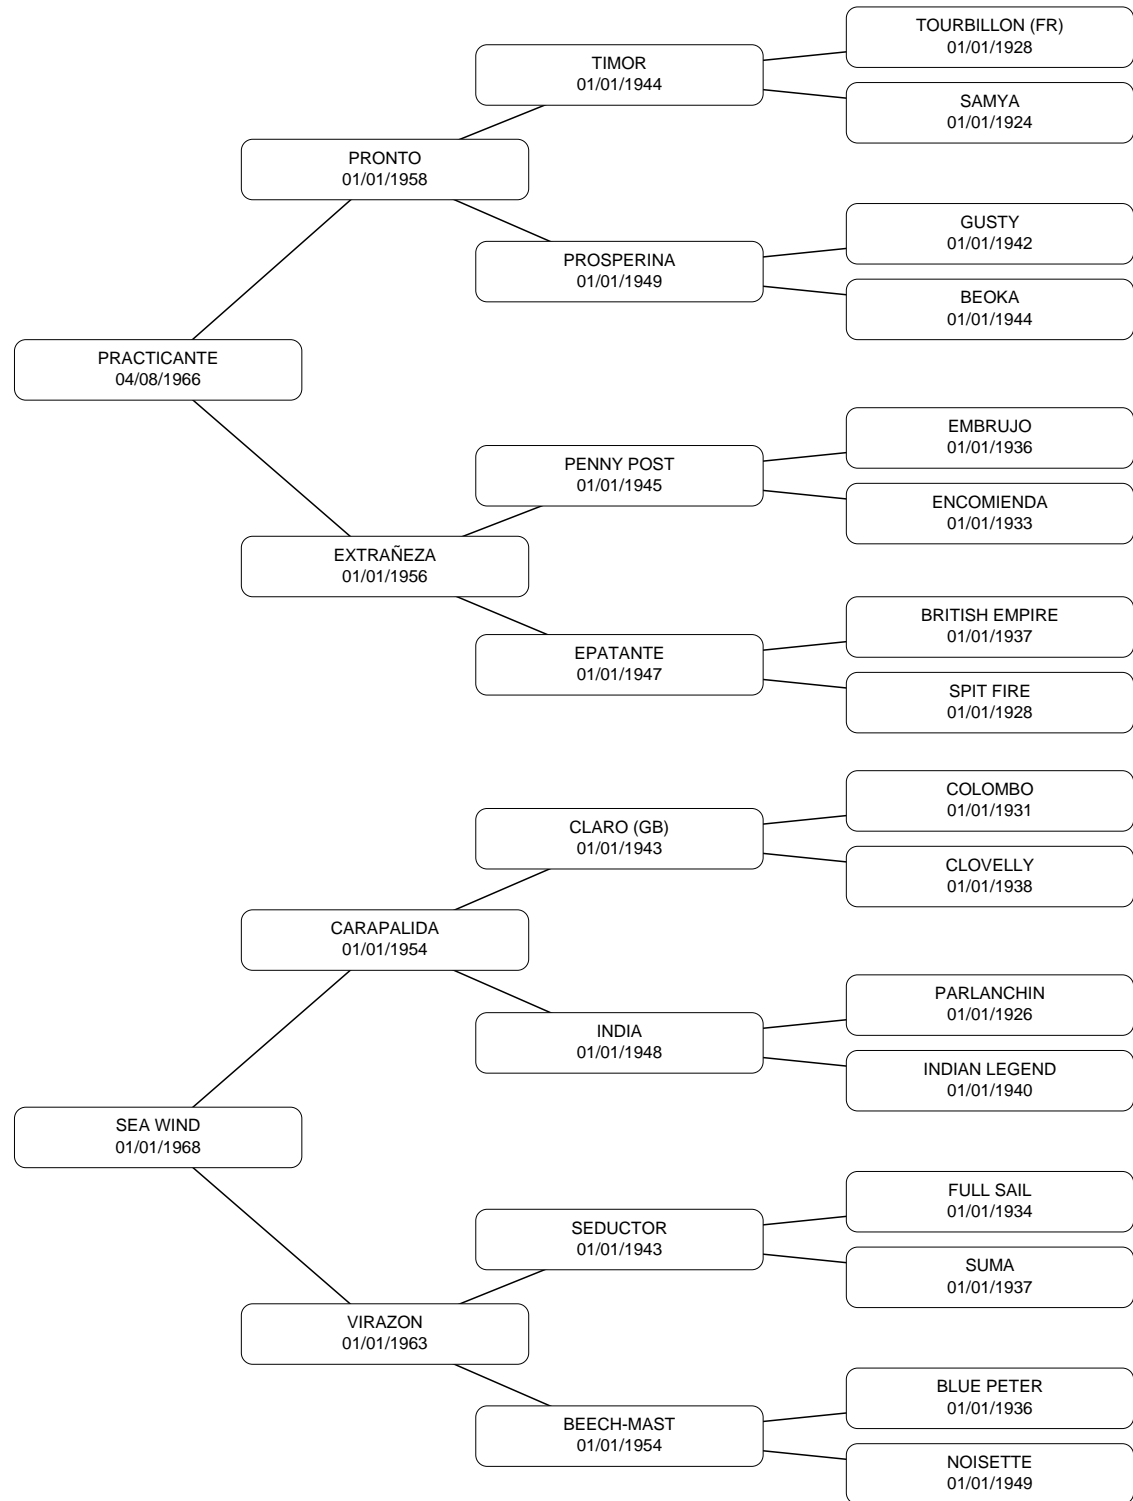 TOURBILLON (FR)
01/01/1928
TIMOR
01/01/1944
SAMYA
01/01/1924
PRONTO
01/01/1958
GUSTY
01/01/1942
PROSPERINA
01/01/1949
BEOKA
01/01/1944
PRACTICANTE
04/08/1966
EMBRUJO
01/01/1936
PENNY POST
01/01/1945
ENCOMIENDA
01/01/1933
EXTRAÑEZA
01/01/1956
BRITISH EMPIRE
01/01/1937
EPATANTE
01/01/1947
SPIT FIRE
01/01/1928
COLOMBO
01/01/1931
CLARO (GB)
01/01/1943
CLOVELLY
01/01/1938
CARAPALIDA
01/01/1954
PARLANCHIN
01/01/1926
INDIA
01/01/1948
INDIAN LEGEND
01/01/1940
SEA WIND
01/01/1968
FULL SAIL
01/01/1934
SEDUCTOR
01/01/1943
SUMA
01/01/1937
VIRAZON
01/01/1963
BLUE PETER
01/01/1936
BEECH-MAST
01/01/1954
NOISETTE
01/01/1949